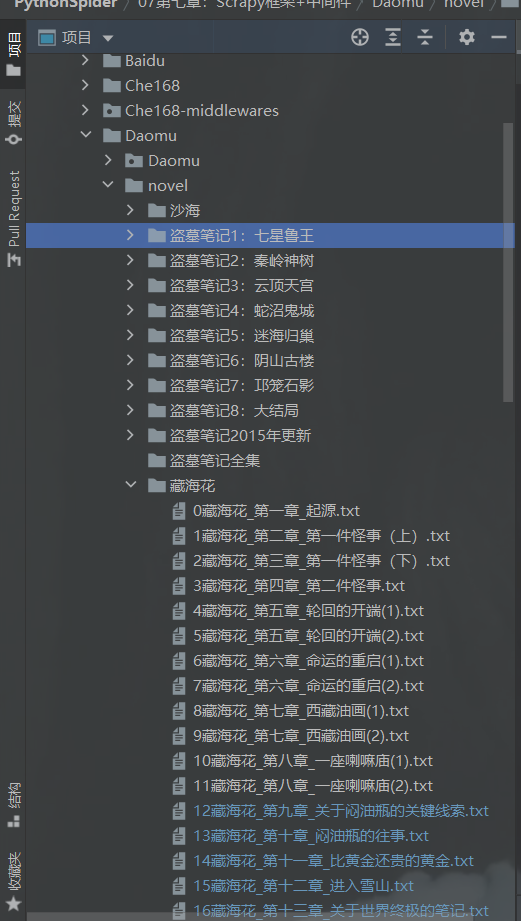 PythonSpider 07第七章：Scrapy框架+中间件 Daomu novel
项目
Baidu
Che168
Che168-middlewares
Daomu
Daomu
novel
沙海
盗墓笔记1：七星鲁王
盗墓笔记2：秦岭神树
盗墓笔记3：云顶天宫
盗墓笔记4：蛇沼鬼城
盗墓笔记5：迷海归巢
盗墓笔记6：阴山古楼
盗墓笔记7：邛笼石影
盗墓笔记8：大结局
盗墓笔记2015年更新
盗墓笔记全集
藏海花
0藏海花_第一章_起源.txt
1藏海花_第二章_第一件怪事（上）.txt
2藏海花_第三章_第一件怪事（下）.txt
3藏海花_第四章_第二件怪事.txt
4藏海花_第五章_轮回的开端(1).txt
5藏海花_第五章_轮回的开端(2).txt
6藏海花_第六章_命运的重启(1).txt
7藏海花_第六章_命运的重启(2).txt
8藏海花_第七章_西藏油画(1).txt
9藏海花_第七章_西藏油画(2).txt
10藏海花_第八章_一座喇嘛庙(1).txt
11藏海花_第八章_一座喇嘛庙(2).txt
12藏海花_第九章_关于闷油瓶的关键线索.txt
13藏海花_第十章_闷油瓶的往事.txt
14藏海花_第十一章_比黄金还贵的黄金.txt
15藏海花_第十二章_进入雪山.txt
16藏海花_第十三章_关于世界终极的笔记.txt
项目
提交
Pull Request
结构
收藏夹